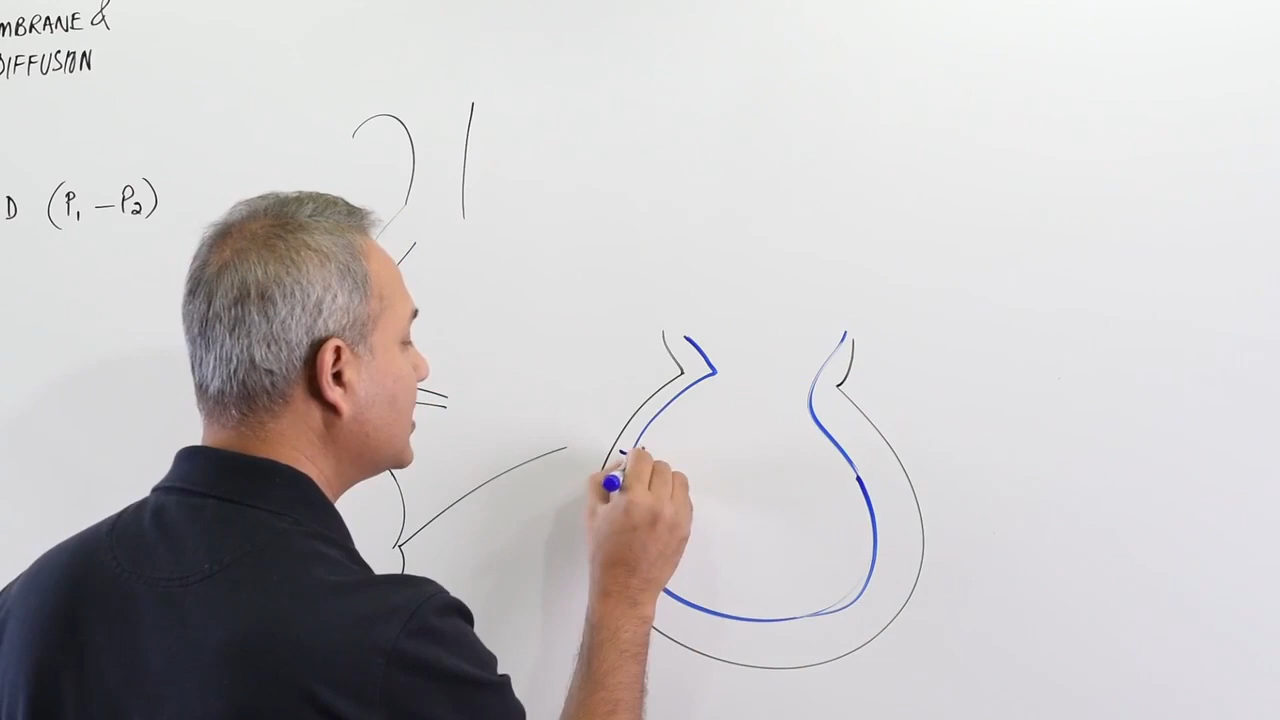 MBRANE &
DIFFUSION
D (P₁ - P₂)